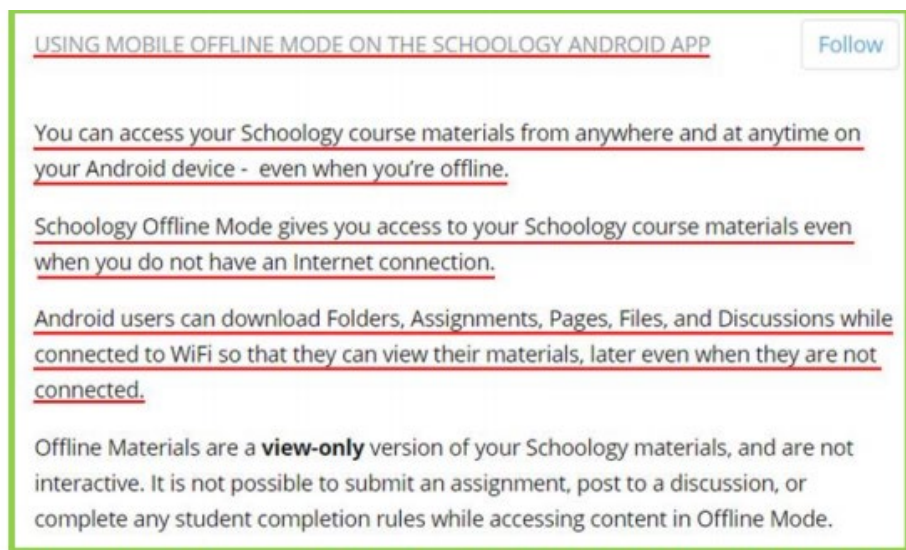 USING MOBILE OFFLINE MODE ON THE SCHOOLOGY ANDROID APP
Follow
You can access your Schoology course materials from anywhere and at anytime on
your Android device -  even when you're offline.
Schoology Offline Mode gives you access to your Schoology course materials even
when you do not have an Internet connection.
Android users can download Folders, Assignments, Pages, Files, and Discussions while
connected to WiFi so that they can view their materials, later even when they are not
connected.
Offline Materials are a view-only version of your Schoology materials, and are not
interactive. It is not possible to submit an assignment, post to a discussion, or
complete any student completion rules while accessing content in Offline Mode.